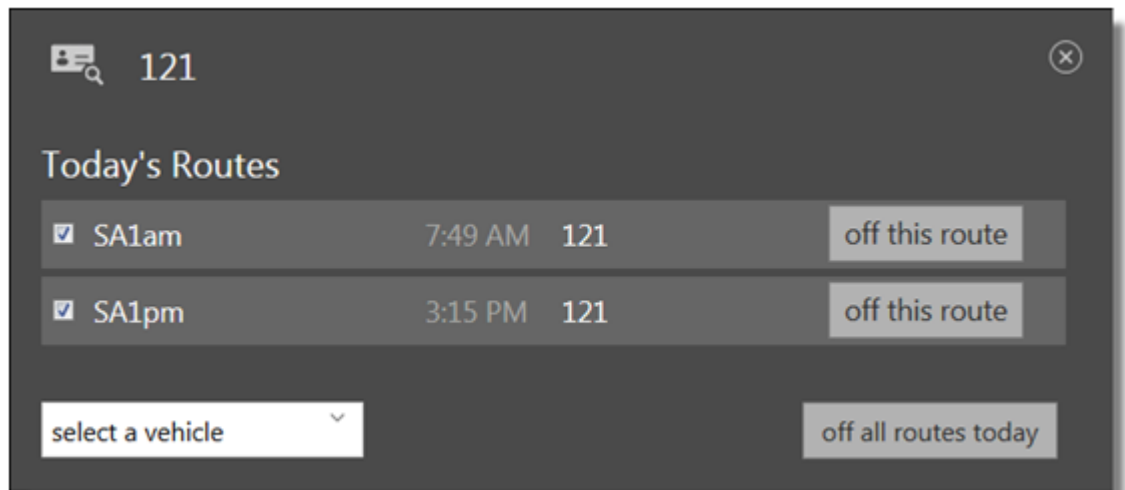 121
Today's Routes
SA1am 7:49 AM 121 off this route
SA1pm 3:15 PM 121 off this route
select a vehicle off all routes today